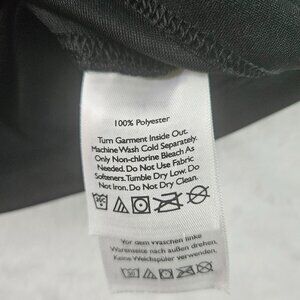 100% Polyester
Turn Garment Inside Out.
Machine Wash Cold Separately.
Only Non-chlorine Bleach As
Needed. Do Not Use Fabric
Softeners. Tumble Dry Low. Do
Not Iron. Do Not Dry Clean.
Vor dem Waschen linke
Warenseite nach außen drehen.
Keine Weichspüler verwenden.